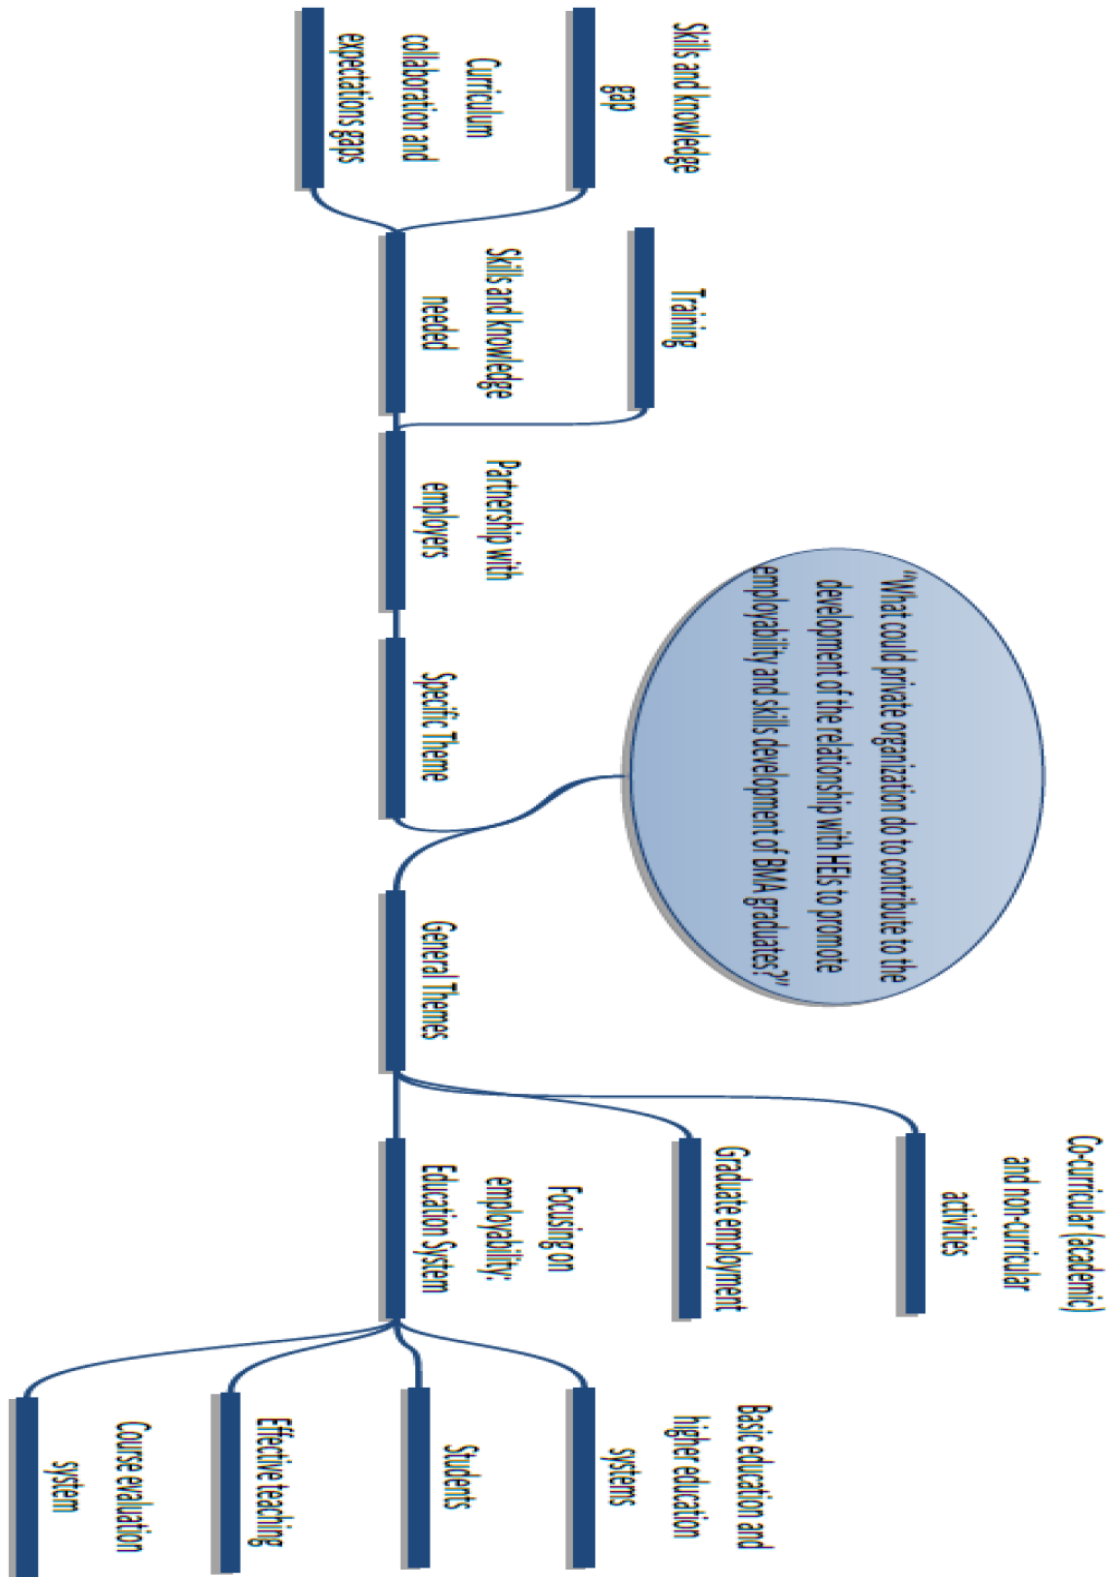 "What could private organization do to contribute to the
development of the relationship with HEIs to promote
employability and skills development of BMA graduates?"
Skills and knowledge
gap
Curriculum
collaboration and
expectations gaps
Training
Skills and knowledge
needed
Partnership with
employers
Specific Theme
General Themes
Co-curricular (academic)
and non-curricular
activities
Graduate employment
Focusing on
employability:
Education System
Basic education and
higher education
systems
Students
Effective teaching
Course evaluation
system